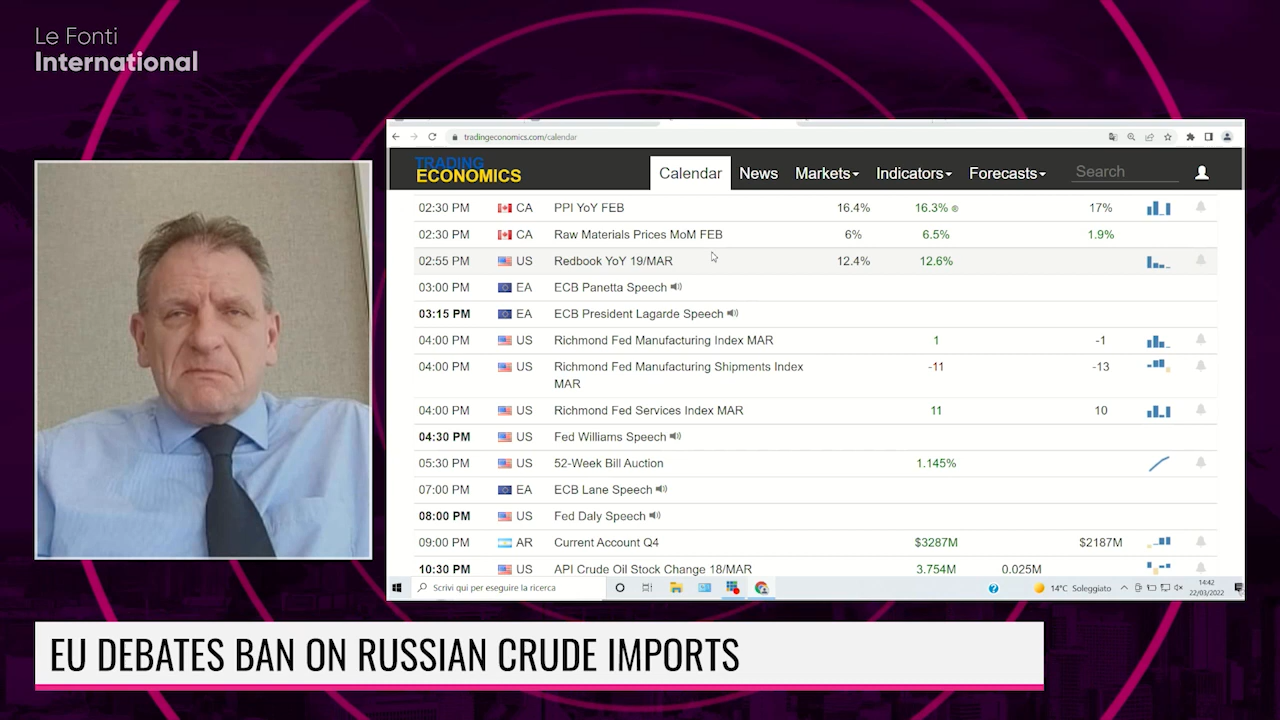 Le Fonti
International
tradingeconomics.com/calendar
TRADING
ECONOMICS
Calendar News Markets Indicators Forecasts Search
02:30 PM CA PPI YoY FEB 16.4% 16.3% ® 17%
02:30 PM CA Raw Materials Prices MoM FEB 6% 6.5% 1.9%
02:55 PM US Redbook YoY 19/MAR 12.4% 12.6%
03:00 PM EA ECB Panetta Speech
03:15 PM EA ECB President Lagarde Speech
04:00 PM US Richmond Fed Manufacturing Index MAR 1 -1
04:00 PM US Richmond Fed Manufacturing Shipments Index -11 -13
MAR
04:00 PM US Richmond Fed Services Index MAR 11 10
04:30 PM US Fed Williams Speech
05:30 PM US 52-Week Bill Auction 1.145%
07:00 PM EA ECB Lane Speech
08:00 PM US Fed Daly Speech
09:00 PM AR Current Account Q4 $3287M $2187M
10:30 PM US API Crude Oil Stock Change 18/MAR 3.754M 0.025M
Scrivi qui per eseguire la ricerca 14°C Soleggiato 14:42
22/03/2022
EU DEBATES BAN ON RUSSIAN CRUDE IMPORTS